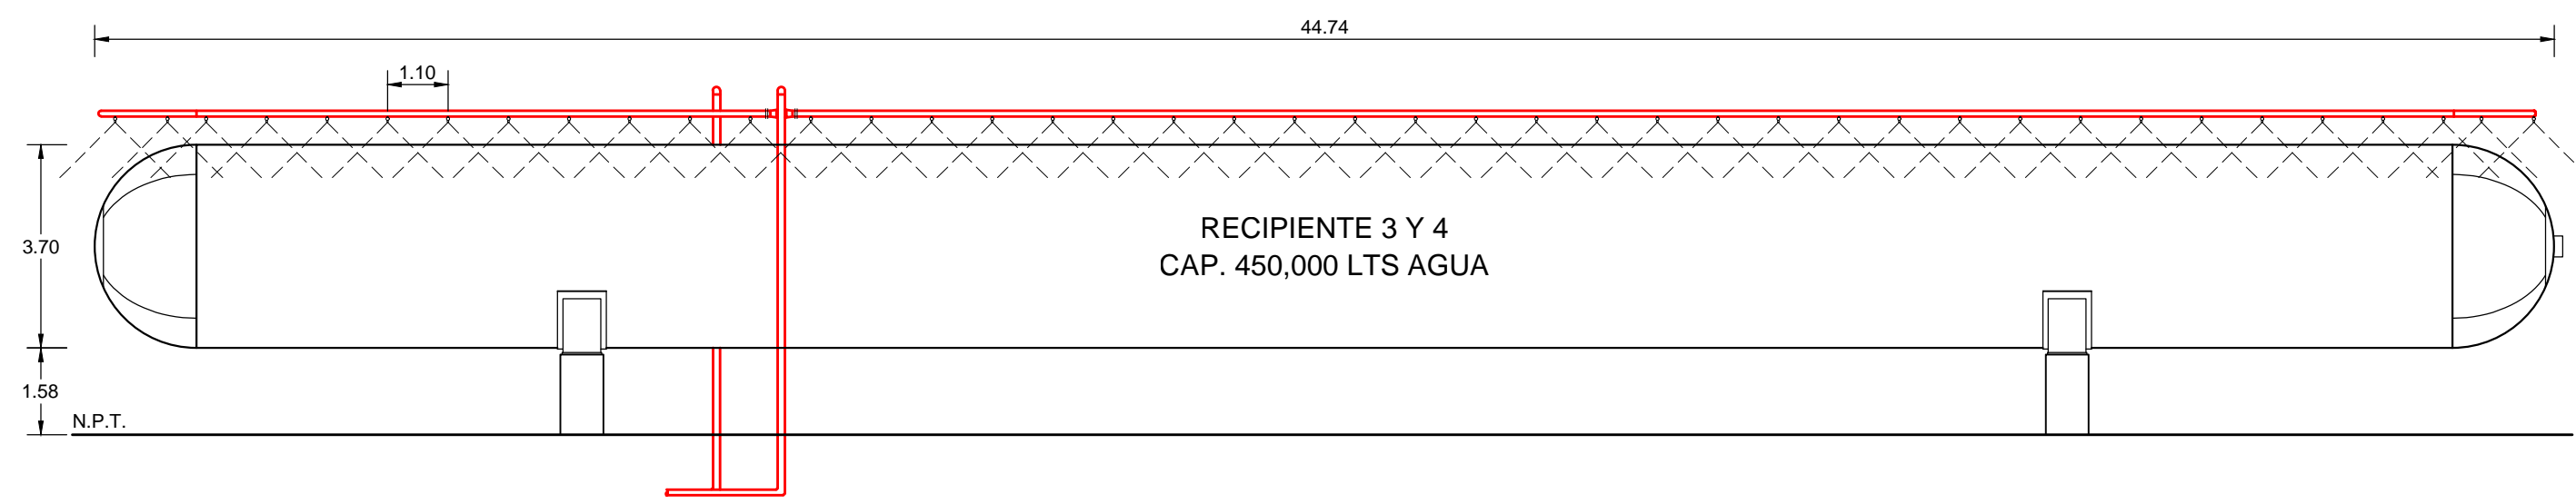 44.74
1.10
3.70
RECIPIENTE 3 Y 4
CAP. 450,000 LTS AGUA
1.58
N.P.T.